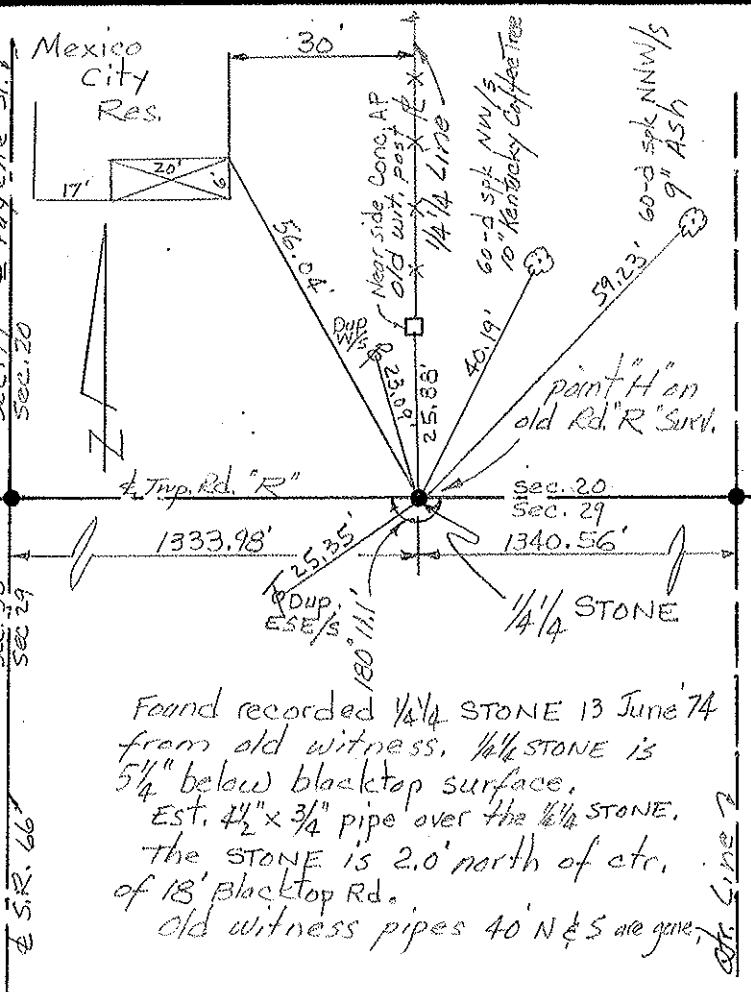 Mexico
City
Res.
30'
20'
6'
17'
56.04'
Near side Conc. AP
old wit. post
1/4 1/4 Line
60-d spk NW/S
10" Kentucky Coffee Tree
60-d spk NNW/S
9" Ash
Dup
W/S
23.09'
25.88'
40.19'
59.23'
point "H" on
old Rd. "R" Surv.
Sec. 20
N
℄ Twp. Rd. "R"
Sec. 20
Sec. 29
1333.98'
1340.56'
25.35'
Dup.
ESE/S
180° 11.1'
1/4 1/4 STONE
Sec 29
Found recorded 1/4 1/4 STONE 13 June '74
from old witness. 1/4 1/4 STONE is
5 1/4" below blacktop surface.
Est. 4 1/2" x 3/4" pipe over the 1/4 1/4 STONE.
The STONE is 2.0' north of ctr.
of 18' Blacktop Rd.
Old witness pipes 40' N & S are gone.
℄ S.R. 66
Qtr. Line